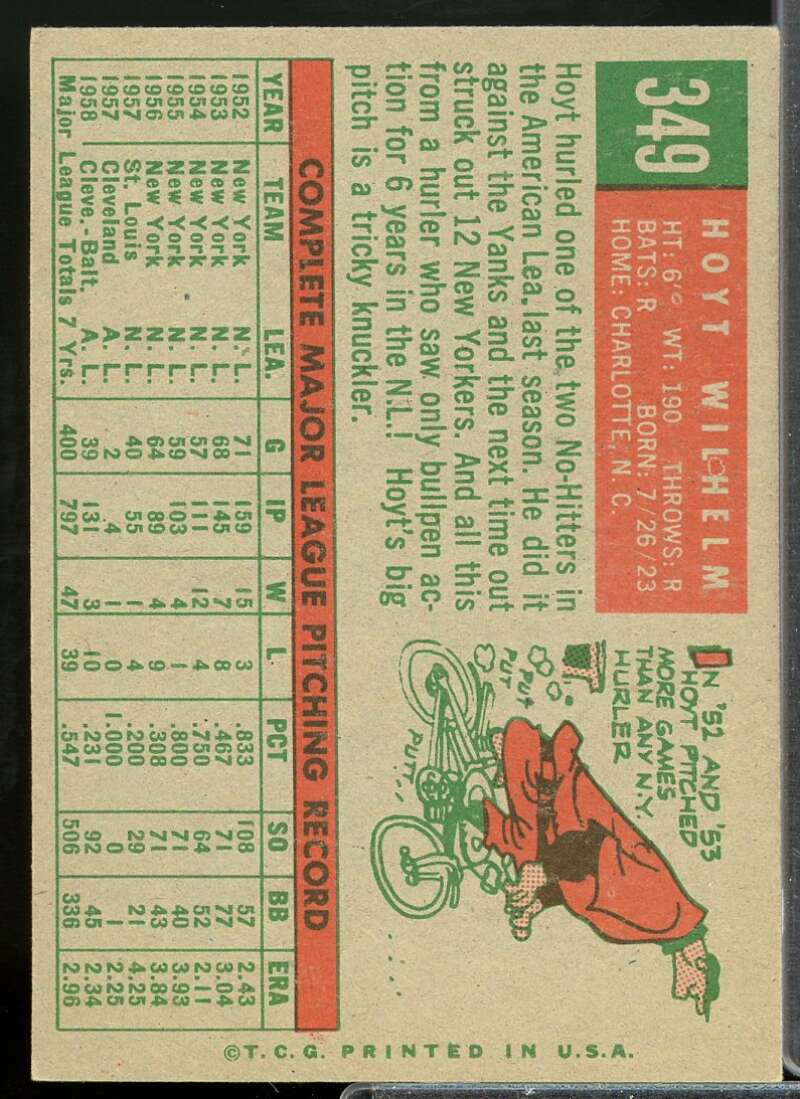 349
HOYT WILHELM
HT: 6'0 WT: 190 THROWS: R
BATS: R BORN: 7/26/23
HOME: CHARLOTTE, N. C.
Hoyt hurled one of the two No-Hitters in
the American Lea. last season. He did it
against the Yanks and the next time out
struck out 12 New Yorkers. And all this
from a hurler who saw only bullpen ac-
tion for 6 years in the N.L.! Hoyt's big
pitch is a tricky knuckler.
IN '52 AND '53
HOYT PITCHED
MORE GAMES
THAN ANY N.Y.
HURLER
PUT
PUT
PUTT....
COMPLETE MAJOR LEAGUE PITCHING RECORD
YEAR TEAM LEA. G IP W L PCT SO BB ERA
1952 New York N. L. 71 159 15 3 .833 108 57 2.43
1953 New York N. L. 68 145 7 8 .467 71 77 3.04
1954 New York N. L. 57 111 12 4 .750 64 52 2.11
1955 New York N. L. 59 103 4 1 .800 71 40 3.93
1956 New York N. L. 64 89 4 9 .308 71 43 3.84
1957 St. Louis N. L. 40 55 1 4 .200 29 21 4.25
1957 Cleveland A. L. 2 4 1 0 1.000 0 1 2.25
1958 Cleve.-Balt. A. L. 39 131 3 10 .231 92 45 2.34
Major League Totals 7 Yrs. 400 797 47 39 .547 506 336 2.96
©T.C.G. PRINTED IN U.S.A.